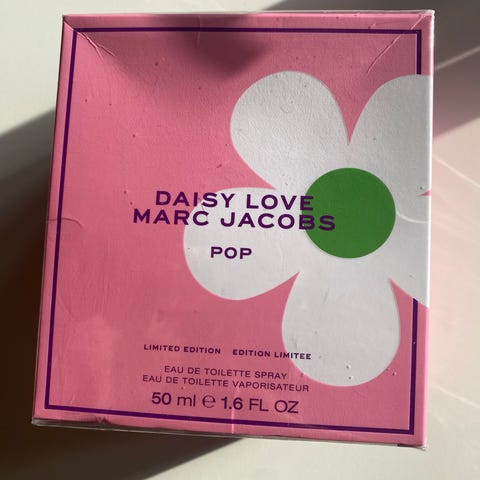 DAISY LOVE
MARC JACOBS
POP
LIMITED EDITION EDITION LIMITEE
EAU DE TOILETTE SPRAY
EAU DE TOILETTE VAPORISATEUR
50 ml ℮ 1.6 FL OZ